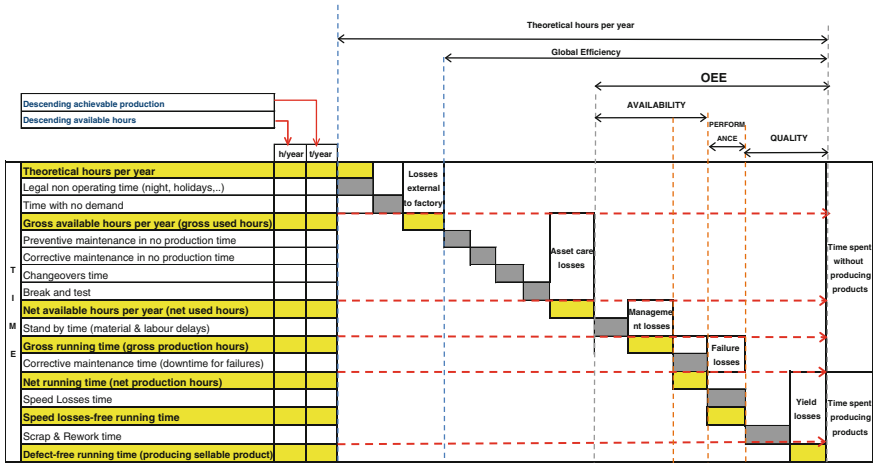 Theoretical hours per year
Global Efficiency
OEE
AVAILABILITY
PERFORM
ANCE
QUALITY
Descending achievable production
Descending available hours
h/year t/year
Theoretical hours per year
Legal non operating time (night, holidays,..)
Time with no demand
Gross available hours per year (gross used hours)
Preventive maintenance in no production time
Corrective maintenance in no production time
Changeovers time
Break and test
Net available hours per year (net used hours)
Stand by time (material & labour delays)
Gross running time (gross production hours)
Corrective maintenance time (downtime for failures)
Net running time (net production hours)
Speed Losses time
Speed losses-free running time
Scrap & Rework time
Defect-free running time (producing sellable product)
T
I
M
E
Losses
external
to factory
Asset care
losses
Manageme
nt losses
Failure
losses
Yield
losses
Time spent
without
producing
products
Time spent
producing
products